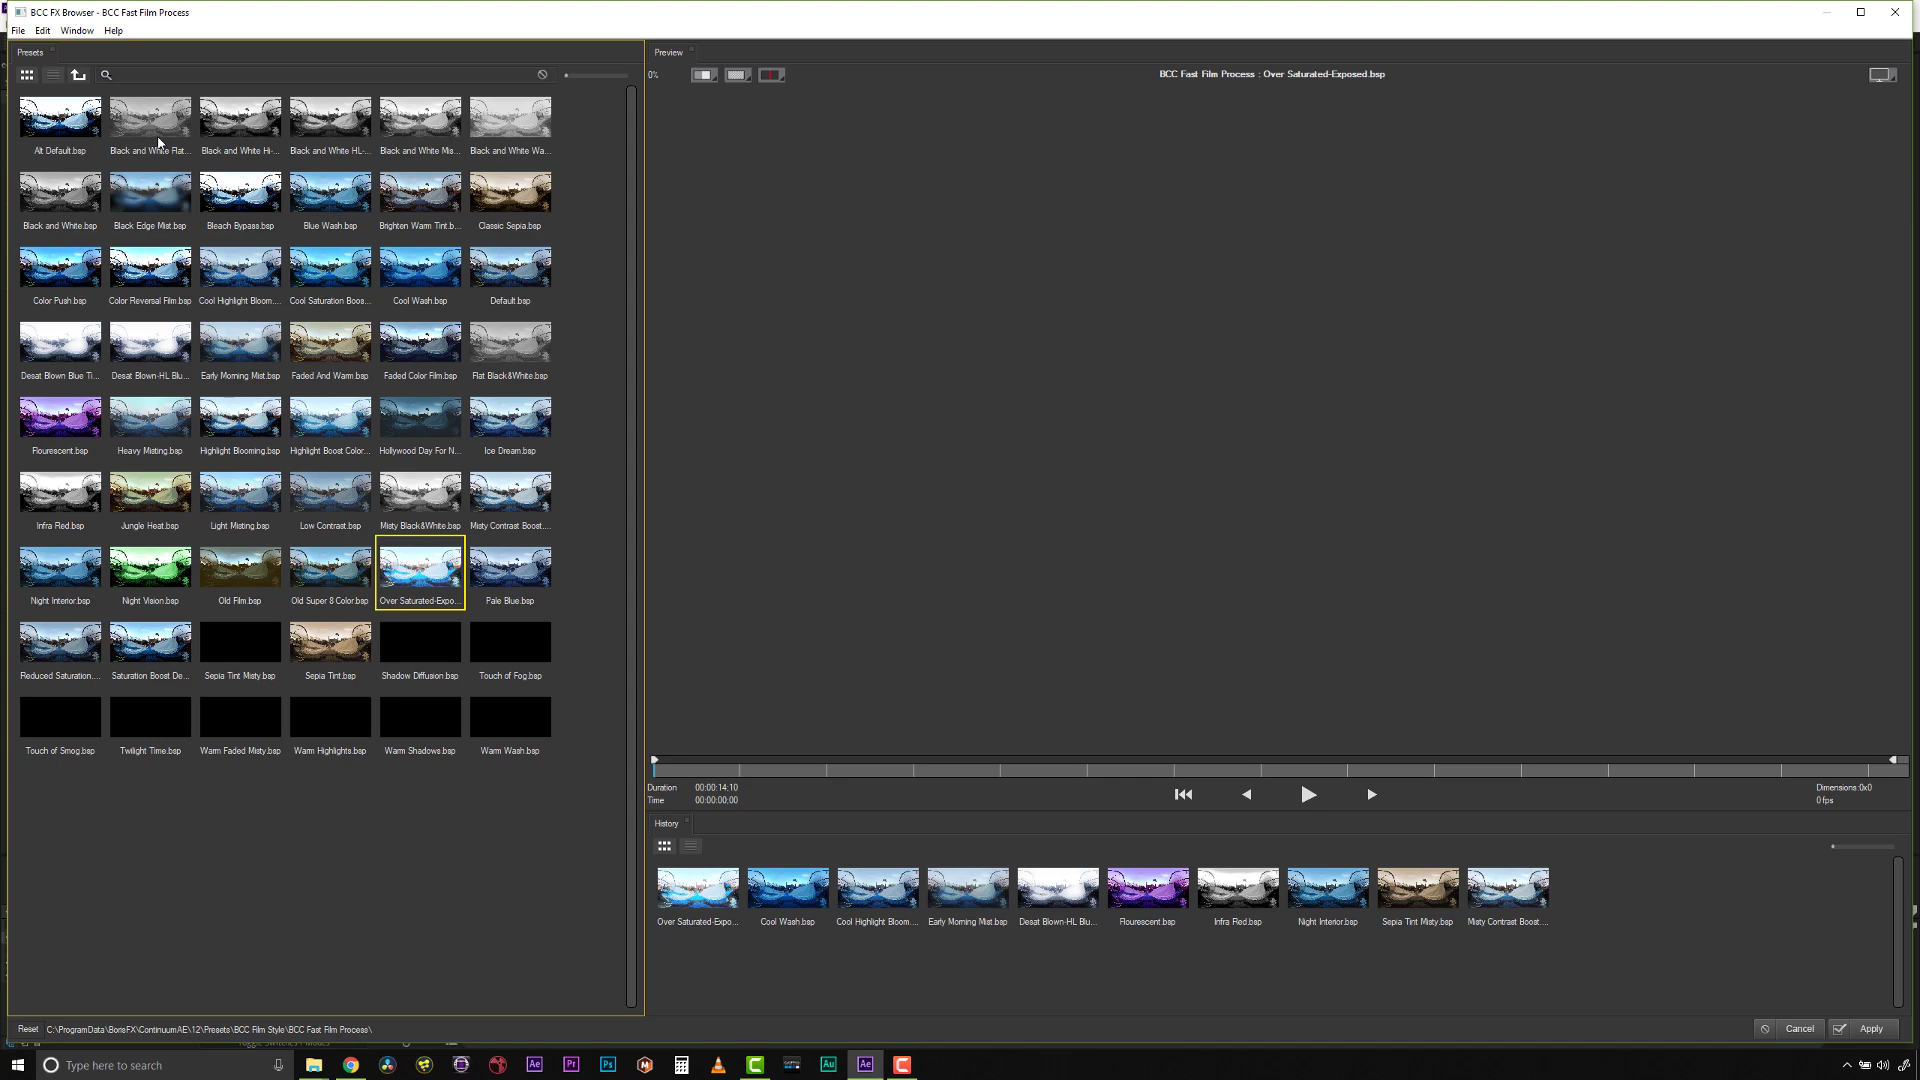 BCC FX Browser - BCC Fast Film Process
File Edit Window Help
Presets
Alt Default.bsp Black and White Flat... Black and White Hi-... Black and White HL-... Black and White Mis... Black and White Wa...
Black and White.bsp Black Edge Mist.bsp Bleach Bypass.bsp Blue Wash.bsp Brighten Warm Tint.b... Classic Sepia.bsp
Color Push.bsp Color Reversal Film.bsp Cool Highlight Bloom.... Cool Saturation Boos... Cool Wash.bsp Default.bsp
Desat Blown Blue Ti... Desat Blown-HL Blu... Early Morning Mist.bsp Faded And Warm.bsp Faded Color Film.bsp Flat Black&White.bsp
Flourescent.bsp Heavy Misting.bsp Highlight Blooming.bsp Highlight Boost Color... Hollywood Day For N... Ice Dream.bsp
Infra Red.bsp Jungle Heat.bsp Light Misting.bsp Low Contrast.bsp Misty Black&White.bsp Misty Contrast Boost....
Night Interior.bsp Night Vision.bsp Old Film.bsp Old Super 8 Color.bsp Over Saturated-Expo... Pale Blue.bsp
Reduced Saturation.... Saturation Boost De... Sepia Tint Misty.bsp Sepia Tint.bsp Shadow Diffusion.bsp Touch of Fog.bsp
Touch of Smog.bsp Twilight Time.bsp Warm Faded Misty.bsp Warm Highlights.bsp Warm Shadows.bsp Warm Wash.bsp
Preview
0% BCC Fast Film Process : Over Saturated-Exposed.bsp
Duration 00:00:14:10
Time 00:00:00:00
Dimensions:0x0
0 fps
History
Over Saturated-Expo... Cool Wash.bsp Cool Highlight Bloom.... Early Morning Mist.bsp Desat Blown-HL Blu... Flourescent.bsp Infra Red.bsp Night Interior.bsp Sepia Tint Misty.bsp Misty Contrast Boost....
Reset C:\ProgramData\BorisFX\ContinuumAE\12\Presets\BCC Film Style\BCC Fast Film Process\
Cancel Apply
Toggle Switches / Modes
Type here to search
Ae Pr Ps Au Ae